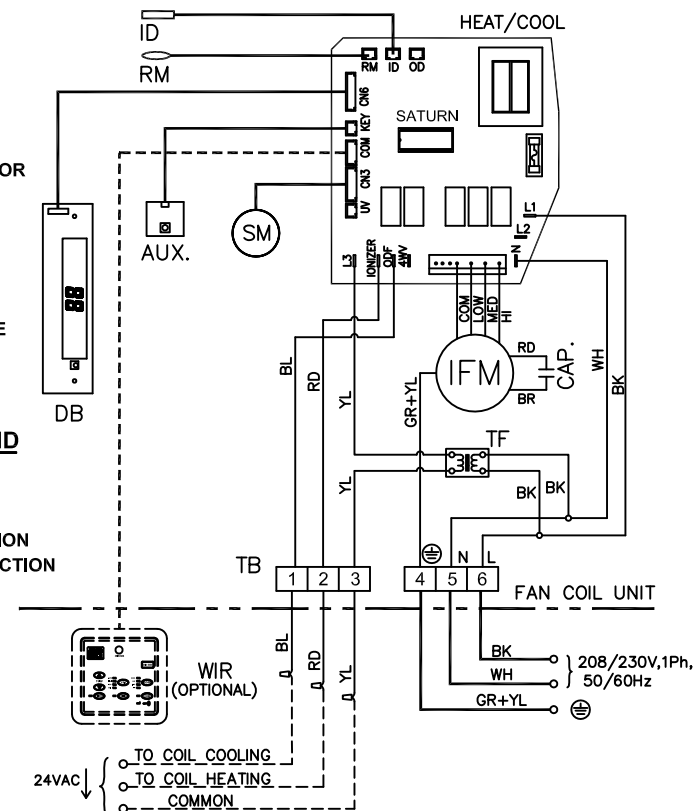 HEAT/COOL
ID
RM
RM ID OD
CN6
KEY
COM
CN3
UV
SATURN
OR
AUX.
SM
L1
L2
N
L3
IONIZER
ODF
4WV
COM
LOW
MED
HI
E
DB
IFM
RD
BR
CAP.
WH
BK
BL
RD
YL
GR+YL
ID
TF
YL
BK
BK
ION
CTION
TB
1 2 3
4 5 6
N L
FAN COIL UNIT
BL
RD
YL
WIR
(OPTIONAL)
BK
WH
GR+YL
208/230V,1Ph,
50/60Hz
24VAC
TO COIL COOLING
TO COIL HEATING
COMMON